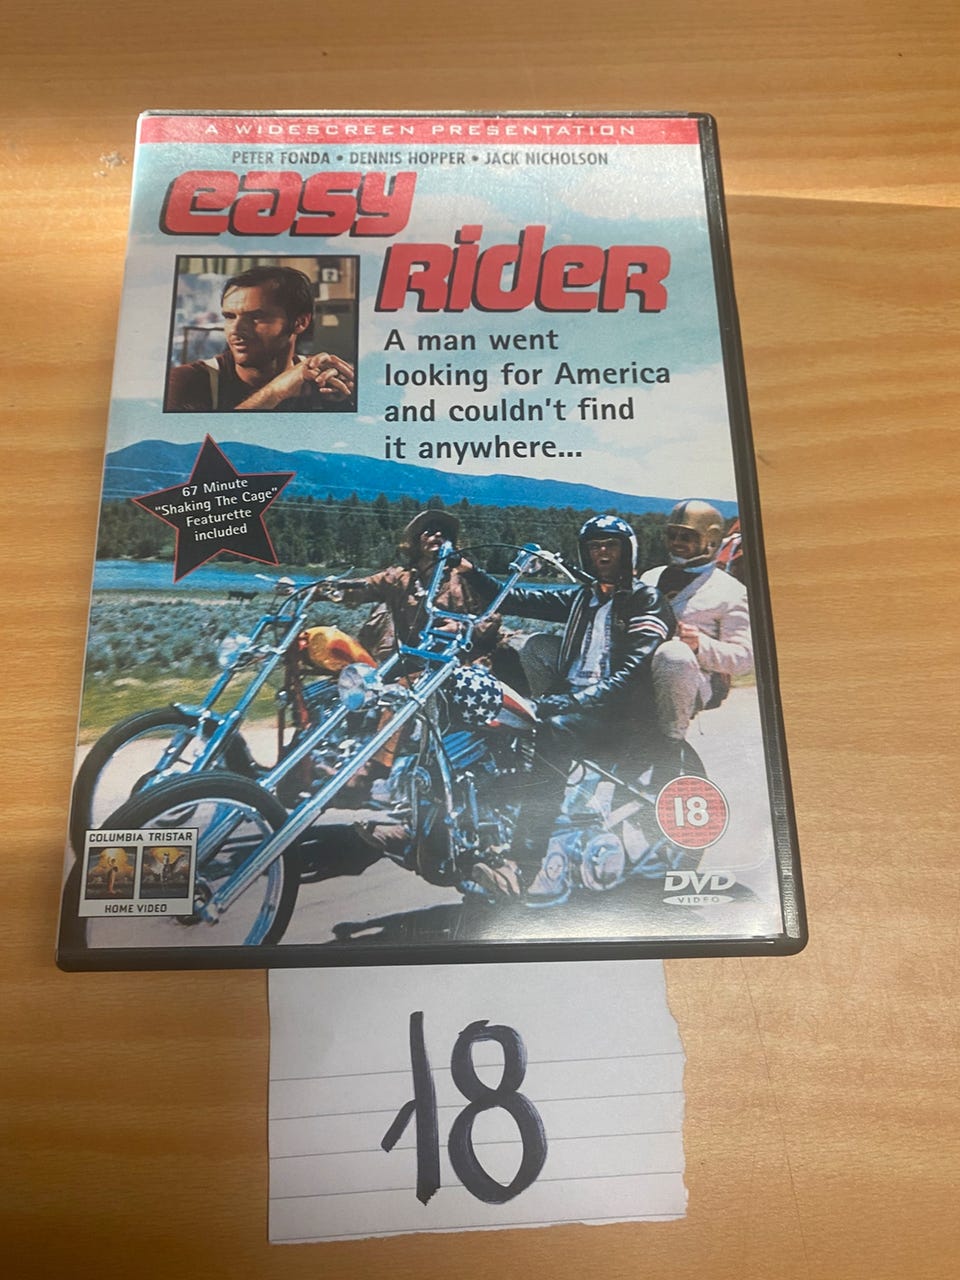 A WIDESCREEN PRESENTATION
PETER FONDA • DENNIS HOPPER • JACK NICHOLSON
easy
RideR
A man went
looking for America
and couldn't find
it anywhere...
67 Minute
"Shaking The Cage"
Featurette
included
18
COLUMBIA TRISTAR
HOME VIDEO
DVD
VIDEO
18